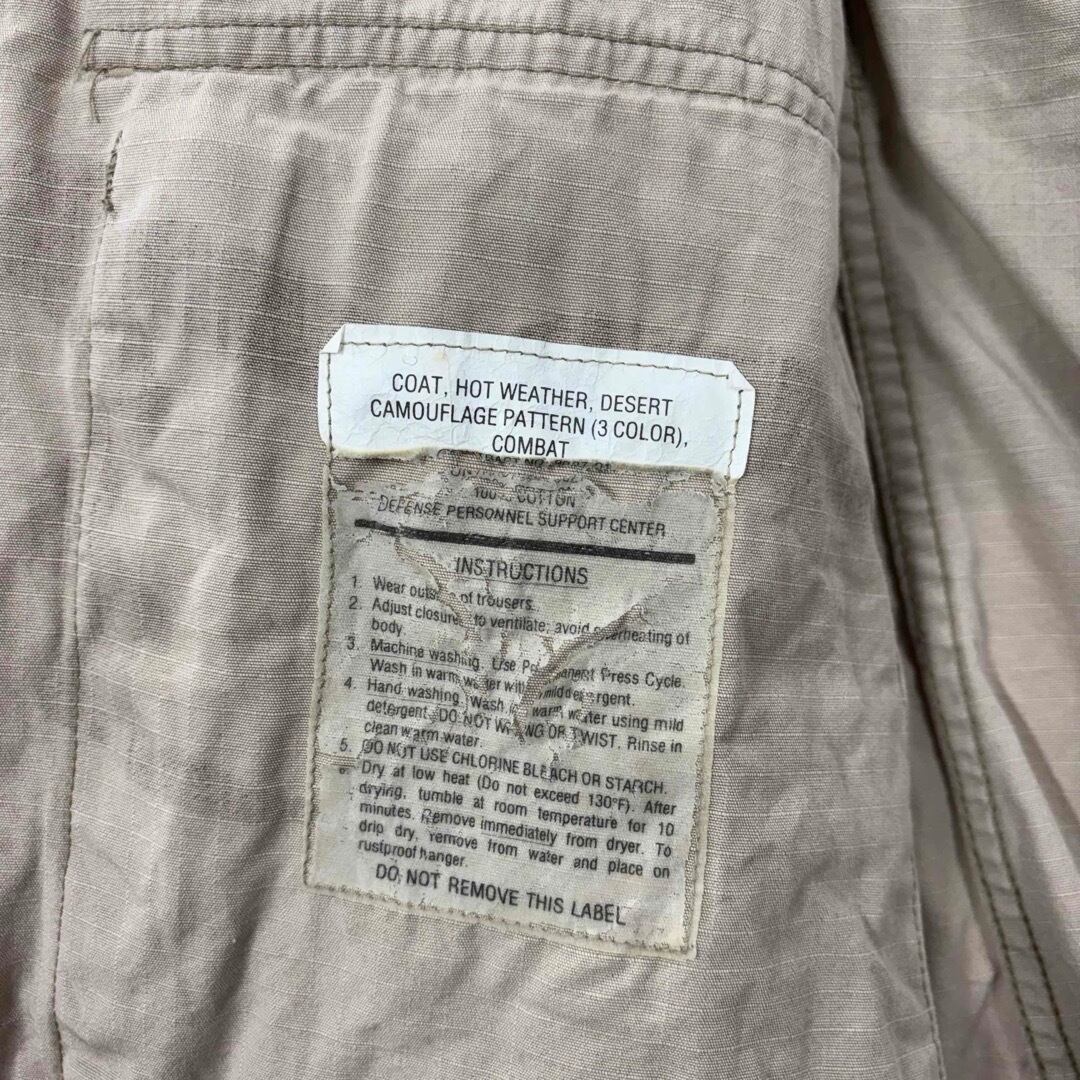 COAT, HOT WEATHER, DESERT
CAMOUFLAGE PATTERN (3 COLOR),
COMBAT
100% COTTON
DEFENSE PERSONNEL SUPPORT CENTER
INSTRUCTIONS
1. Wear of trousers.
2. Adjust closure to ventilate; avoid overheating of
body.
3. Machine washing. Use Press Cycle.
Wash in warm water with mild detergent.
4. Hand washing. Wash in warm water using mild
detergent. DO NOT WRING OR TWIST. Rinse in
clean warm water.
5. DO NOT USE CHLORINE BLEACH OR STARCH.
6. Dry at low heat (Do not exceed 130°F). After
drying, tumble at room temperature for 10
minutes. Remove immediately from dryer. To
drip dry, remove from water and place on
rustproof hanger.
DO NOT REMOVE THIS LABEL